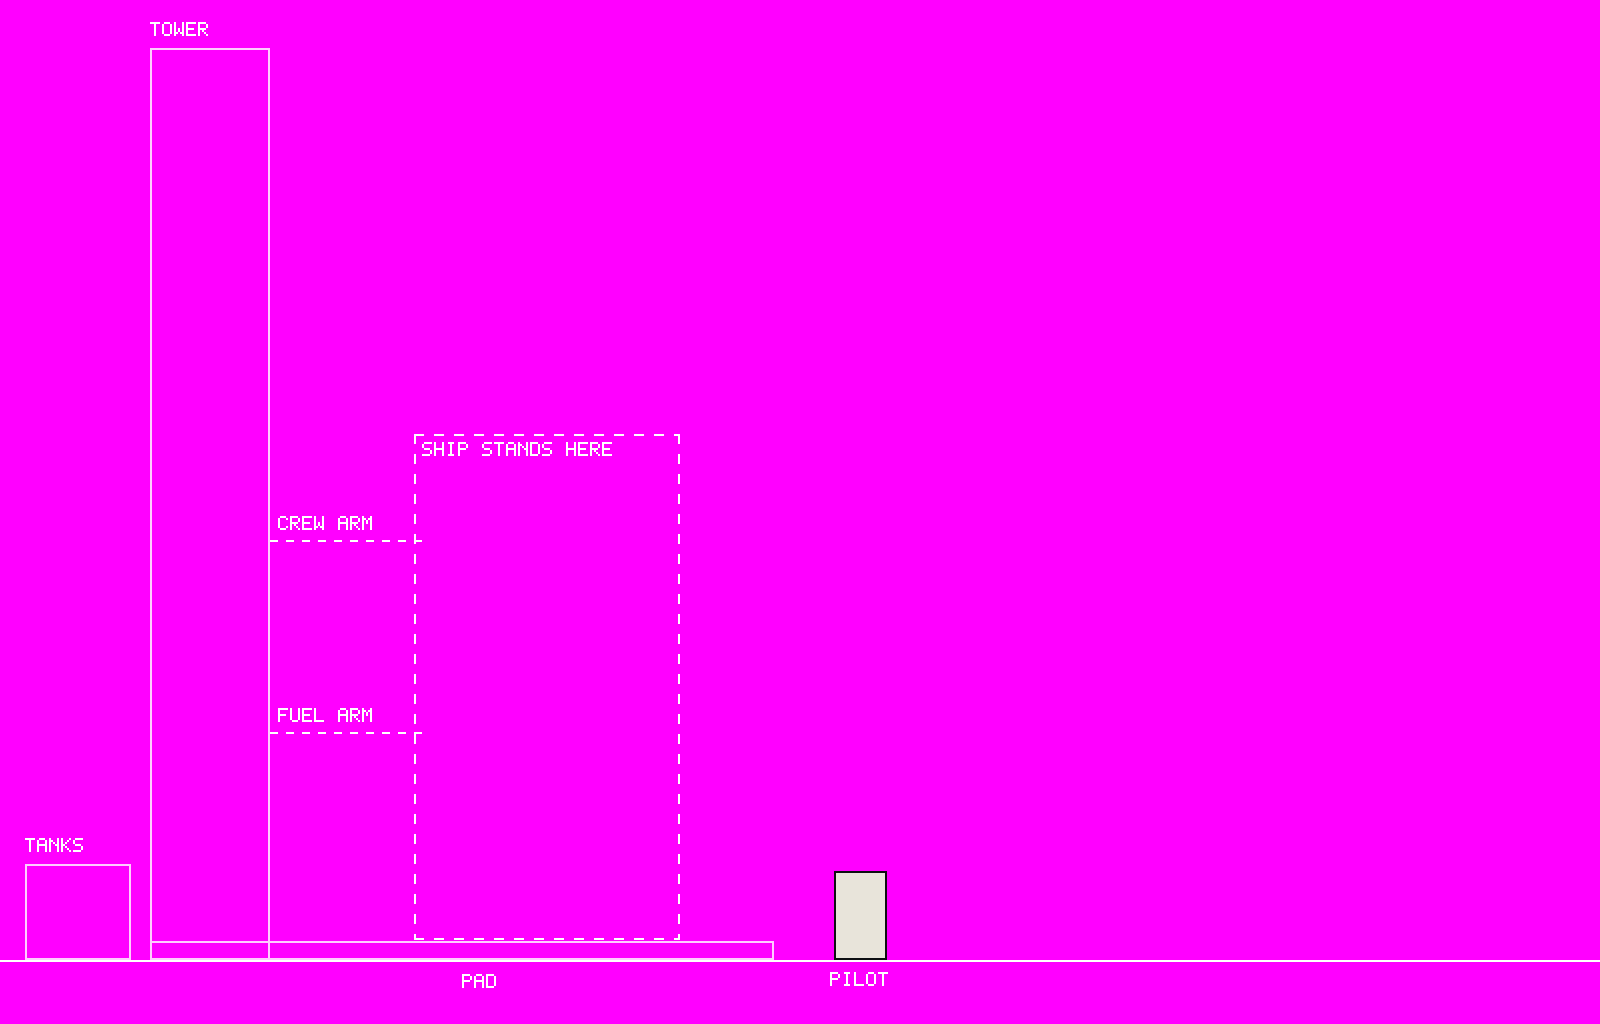 TOWER
SHIP STANDS HERE
CREW ARM
FUEL ARM
TANKS
PAD
PILOT